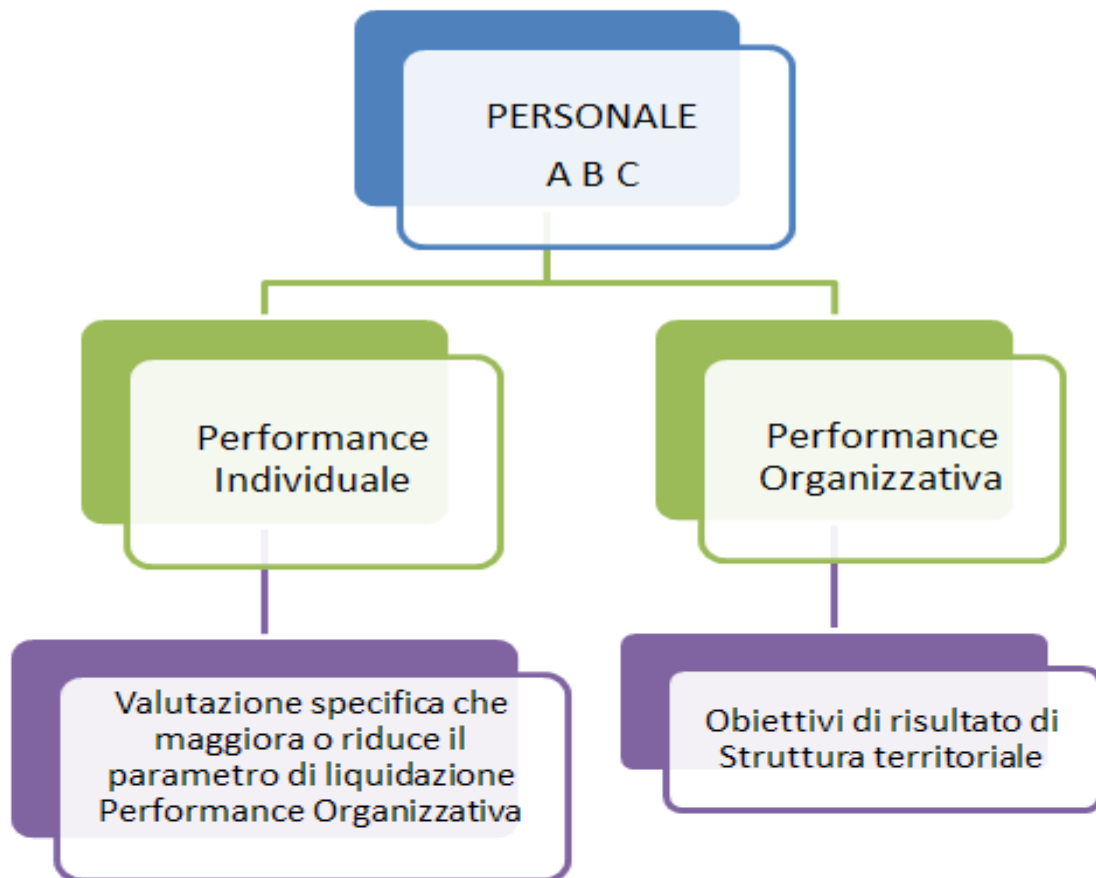 PERSONALE
A B C
Performance
Individuale
Performance
Organizzativa
Valutazione specifica che
maggiora o riduce il
parametro di liquidazione
Performance Organizzativa
Obiettivi di risultato di
Struttura territoriale